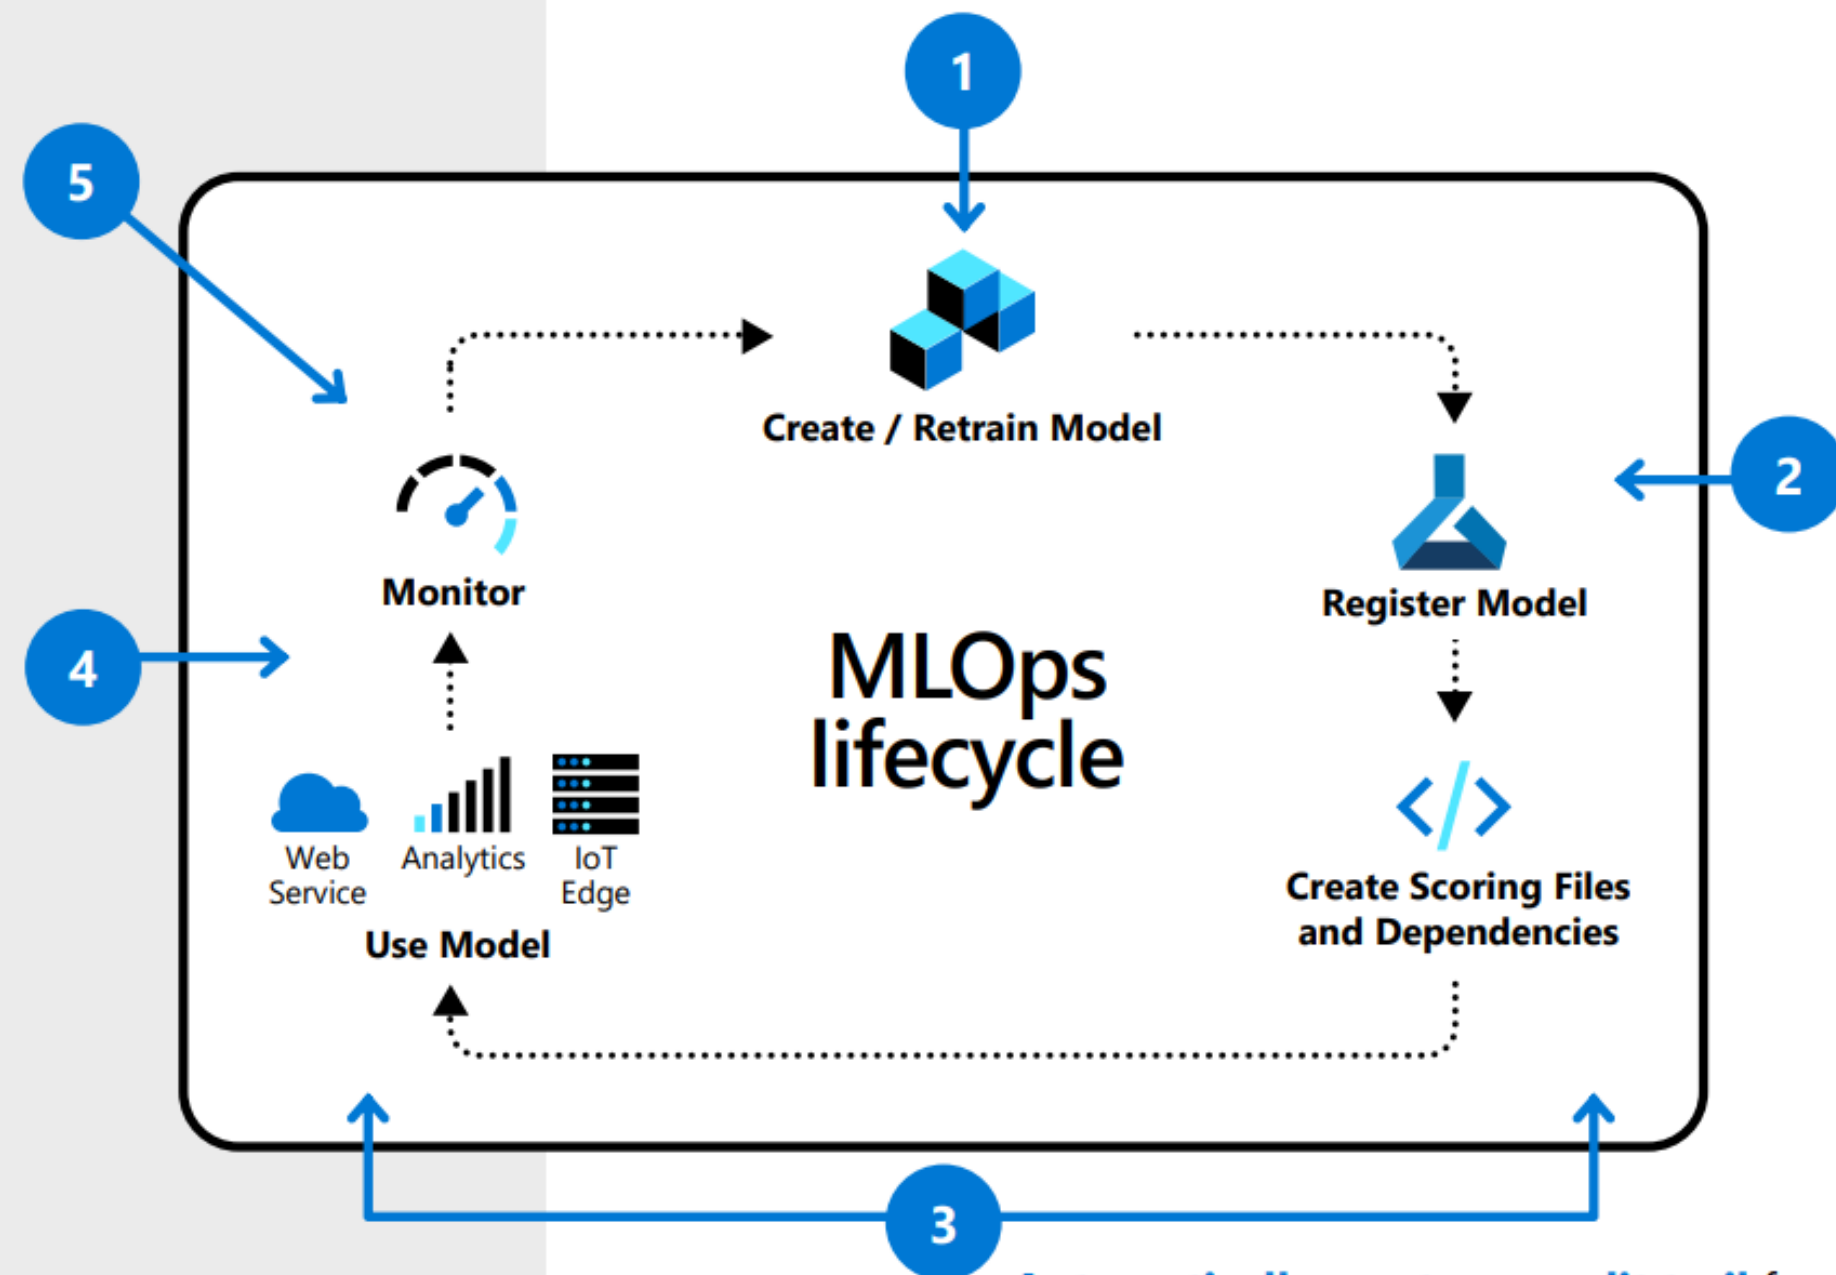 1
5
Create / Retrain Model
2
Register Model
Monitor
4
MLOps
lifecycle
Web
Service
Analytics
IoT
Edge
Use Model
Create Scoring Files
and Dependencies
3